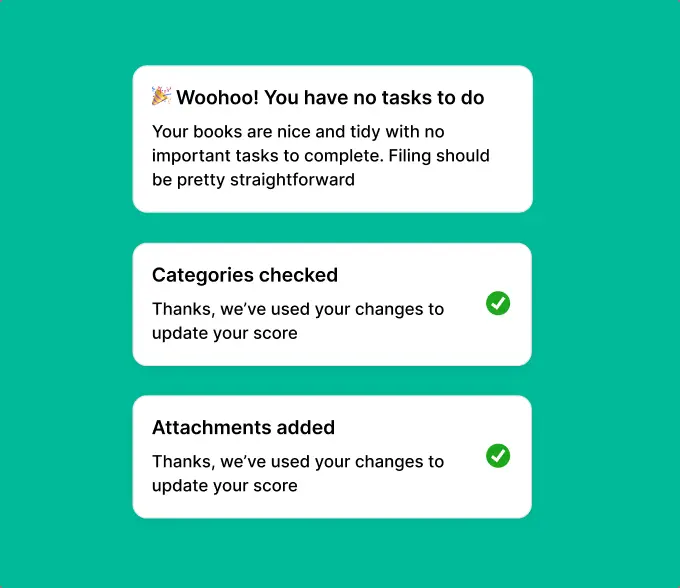 🎉 Woohoo! You have no tasks to do
Your books are nice and tidy with no
important tasks to complete. Filing should
be pretty straightforward
Categories checked
Thanks, we’ve used your changes to
update your score
Attachments added
Thanks, we’ve used your changes to
update your score